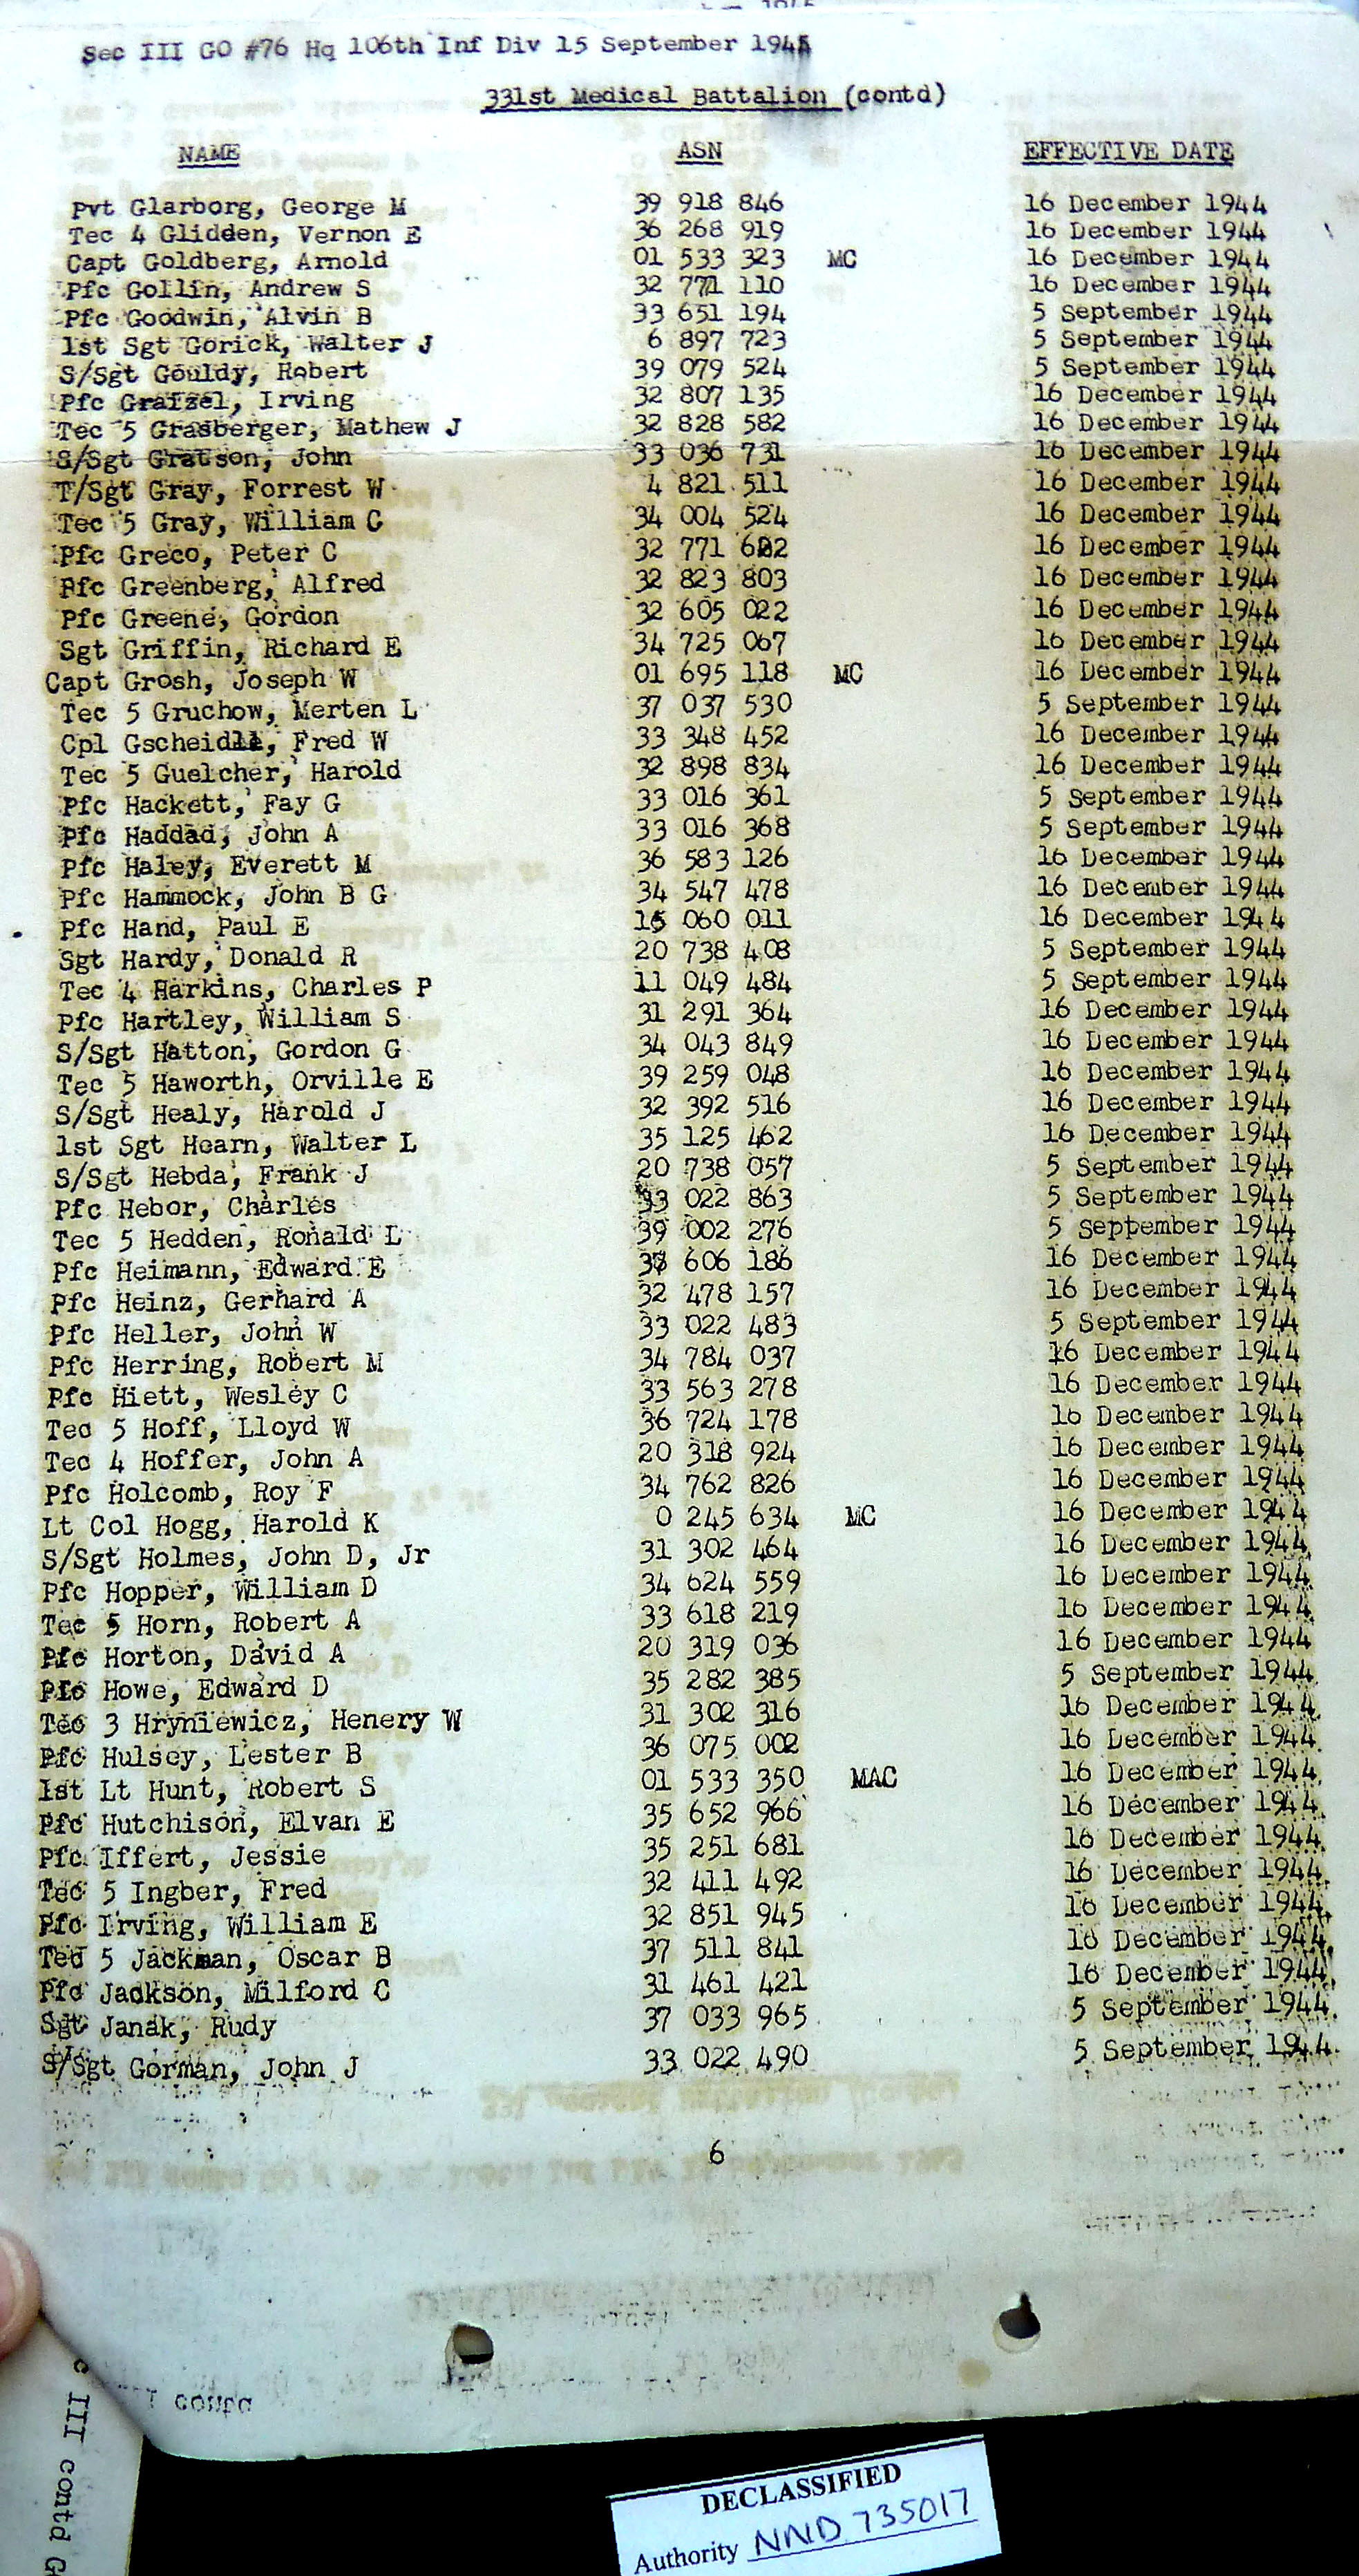 Sec III GO #76 Hq 106th Inf Div 15 September 1945
331st Medical Battalion (contd)
NAME ASN EFFECTIVE DATE
Pvt Glarborg, George M 39 918 846 16 December 1944
Tec 4 Glidden, Vernon E 36 268 919 16 December 1944
Capt Goldberg, Arnold 01 533 323 MC 16 December 1944
Pfc Gollin, Andrew S 32 771 110 16 December 1944
Pfc Goodwin, Alvin B 33 651 194 5 September 1944
1st Sgt Gorick, Walter J 6 897 723 5 September 1944
S/Sgt Gouldy, Robert 39 079 524 5 September 1944
Pfc Grafzel, Irving 32 807 135 16 December 1944
Tec 5 Grasberger, Mathew J 32 828 582 16 December 1944
S/Sgt Gratson, John 33 036 731 16 December 1944
T/Sgt Gray, Forrest W 4 821 511 16 December 1944
Tec 5 Gray, William C 34 004 524 16 December 1944
Pfc Greco, Peter C 32 771 16 December 1944
Pfc Greenberg, Alfred 32 823 803 16 December 1944
Pfc Greene, Gordon 32 605 022 16 December 1944
Sgt Griffin, Richard E 34 725 067 16 December 1944
Capt Grosh, Joseph W 01 695 118 MC 16 December 1944
Tec 5 Gruchow, Merten L 37 037 530 5 September 1944
Cpl Fred W 33 348 452 16 December 1944
Tec 5 Guelcher, Harold 32 898 834 16 December 1944
Pfc Hackett, Fay G 33 016 361 5 September 1944
Pfc Haddad, John A 33 016 368 5 September 1944
Pfc Haley, Everett M 36 583 126 16 December 1944
Pfc Hammock, John B G 34 547 478 16 December 1944
Pfc Hand, Paul E 15 060 011 16 December 1944
Sgt Hardy, Donald R 20 738 408 5 September 1944
Tec 4 Harkins, Charles P 11 049 484 5 September 1944
Pfc Hartley, William S 31 291 364 16 December 1944
S/Sgt Hatton, Gordon G 34 043 849 16 December 1944
Tec 5 Haworth, Orville E 39 259 048 16 December 1944
S/Sgt Healy, Harold J 32 392 516 16 December 1944
1st Sgt Hearn, Walter L 35 125 462 16 December 1944
S/Sgt Hebda, Frank J 20 738 057 5 September 1944
Pfc Hebor, Charles 33 022 863 5 September 1944
Tec 5 Hedden, Ronald L 39 002 276 5 September 1944
Pfc Heimann, Edward E 606 186 16 December 1944
Pfc Heinz, Gerhard A 32 478 157 16 December 1944
Pfc Heller, John W 33 022 483 5 September 1944
Pfc Herring, Robert M 34 784 037 16 December 1944
Pfc Hiett, Wesley C 33 563 278 16 December 1944
Tec 5 Hoff, Lloyd W 36 724 178 16 December 1944
Tec 4 Hoffer, John A 20 318 924 16 December 1944
Pfc Holcomb, Roy F 34 762 826 16 December 1944
Lt Col Hogg, Harold K 0 245 634 MC 16 December 1944
S/Sgt Holmes, John D, Jr 31 302 464 16 December 1944
Pfc Hopper, William D 34 624 559 16 December 1944
Tec 5 Horn, Robert A 33 618 219 16 December 1944
Pfc Horton, David A 20 319 036 16 December 1944
Pfc Howe, Edward D 35 282 385 5 September 1944
Tec 3 Hryniewicz, Henery W 31 302 316 16 December 1944
Pfc Hulsey, Lester B 36 075 002 16 December 1944
1st Lt Hunt, Robert S 01 533 350 MAC 16 December 1944
Pfc Hutchison, Elvan E 35 652 966 16 December 1944
Pfc Iffert, Jessie 35 251 681 16 December 1944
Tec 5 Ingber, Fred 32 411 492 16 December 1944
Pfc Irving, William E 32 851 945 16 December 1944
Tec 5 Jackman, Oscar B 37 511 841 16 December 1944
Pfc Jackson, Milford C 31 461 421 16 December 1944
Sgt Janak, Rudy 37 033 965 5 September 1944
S/Sgt Gorman, John J 33 022 490 5 September 1944
6
III contd
DECLASSIFIED
Authority NND 735017